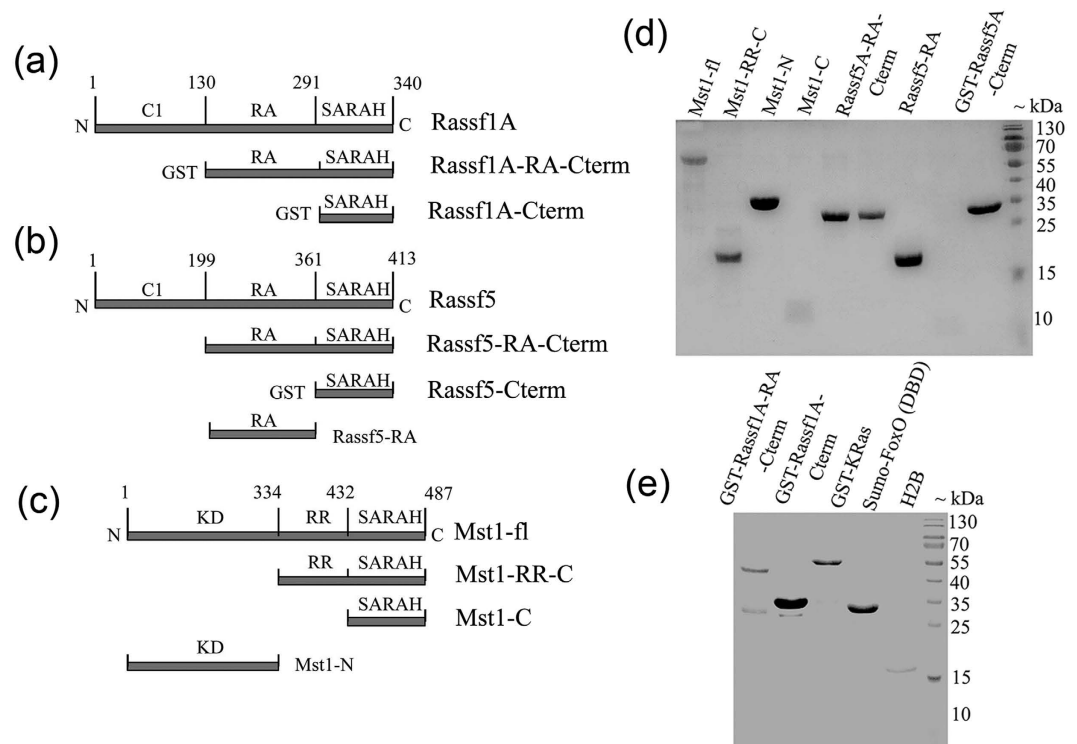 (a)
1 130 291 340
C1 RA SARAH
N C Rassf1A
RA SARAH
GST Rassf1A-RA-Cterm
SARAH
GST Rassf1A-Cterm
(b)
1 199 361 413
C1 RA SARAH
N C Rassf5
RA SARAH
Rassf5-RA-Cterm
SARAH
GST Rassf5-Cterm
RA
Rassf5-RA
(c)
1 334 432 487
KD RR SARAH
N C Mst1-fl
RR SARAH
Mst1-RR-C
SARAH
Mst1-C
KD
Mst1-N
(d)
Mst1-fl
Mst1-RR-C
Mst1-N
Mst1-C
Rassf5A-RA-
Cterm
Rassf5-RA
GST-Rassf5A
-Cterm
~ kDa
130
70
55
40
35
25
15
10
(e)
GST-Rassf1A-RA
-Cterm
GST-Rassf1A-
Cterm
GST-KRas
Sumo-FoxO (DBD)
H2B
~ kDa
130
70
55
40
35
25
15
10